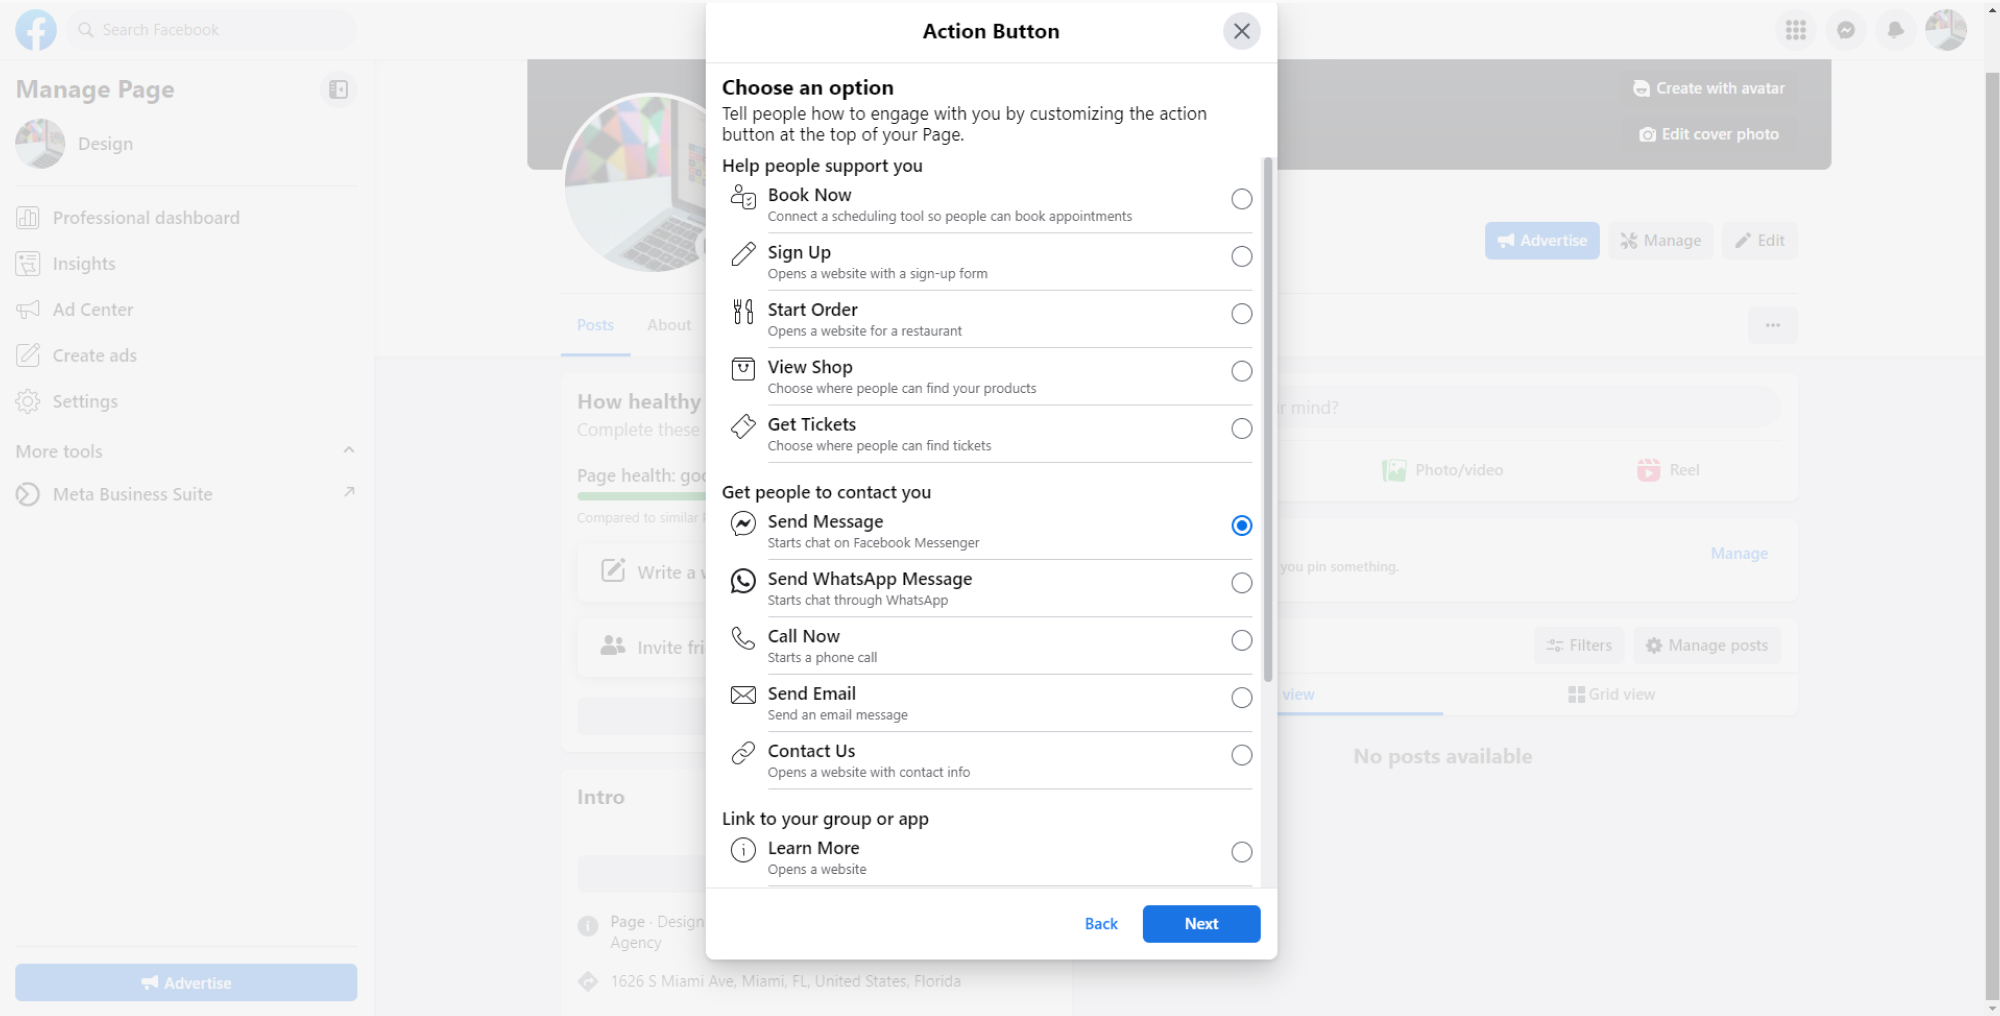 Search Facebook
Manage Page
Design
Professional dashboard
Insights
Ad Center
Create ads
Settings
More tools
Meta Business Suite
Advertise
Create with avatar
Edit cover photo
Advertise
Manage
Edit
Posts
About
How healthy
Complete these
Page health:
Compared to similar
Write a
Invite
Intro
Page · Design
Agency
1626 S Miami Ave, Miami, FL, United States, Florida
Action Button
Choose an option
Tell people how to engage with you by customizing the action
button at the top of your Page.
Help people support you
Book Now
Connect a scheduling tool so people can book appointments
Sign Up
Opens a website with a sign-up form
Start Order
Opens a website for a restaurant
View Shop
Choose where people can find your products
Get Tickets
Choose where people can find tickets
Get people to contact you
Send Message
Starts chat on Facebook Messenger
Send WhatsApp Message
Starts chat through WhatsApp
Call Now
Starts a phone call
Send Email
Send an email message
Contact Us
Opens a website with contact info
Link to your group or app
Learn More
Opens a website
Back
Next
mind?
Photo/video
Reel
Manage
you pin something.
Filters
Manage posts
view
Grid view
No posts available